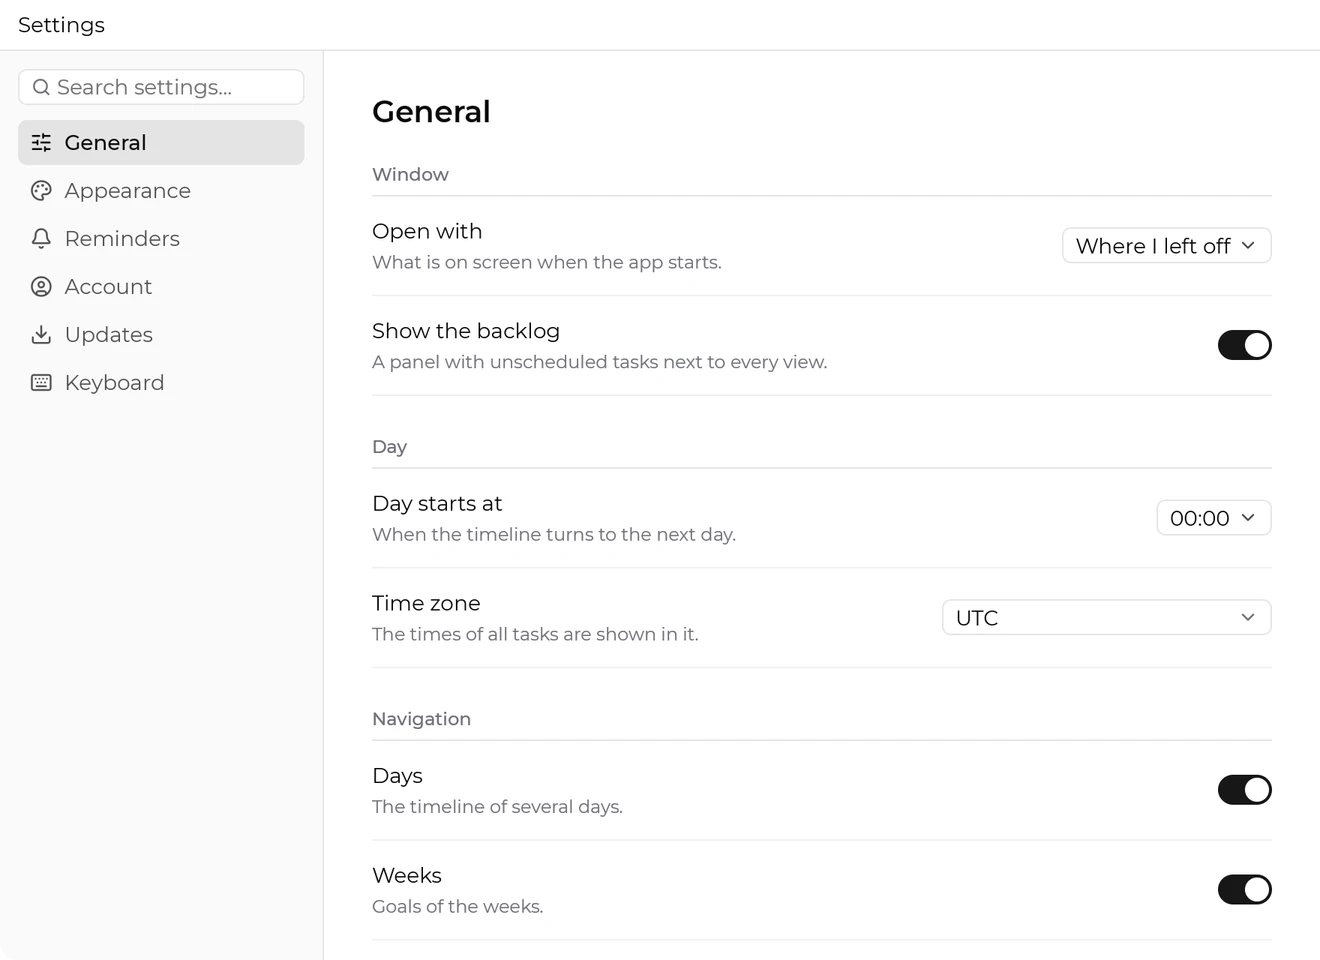 Settings
Search settings...
General
Appearance
Reminders
Account
Updates
Keyboard
General
Window
Open with
What is on screen when the app starts.
Where I left off
Show the backlog
A panel with unscheduled tasks next to every view.
Day
Day starts at
When the timeline turns to the next day.
00:00
Time zone
The times of all tasks are shown in it.
UTC
Navigation
Days
The timeline of several days.
Weeks
Goals of the weeks.